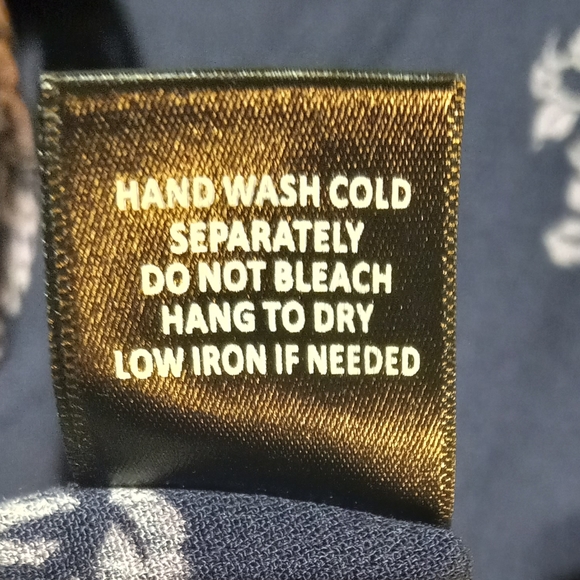 HAND WASH COLD
SEPARATELY
DO NOT BLEACH
HANG TO DRY
LOW IRON IF NEEDED